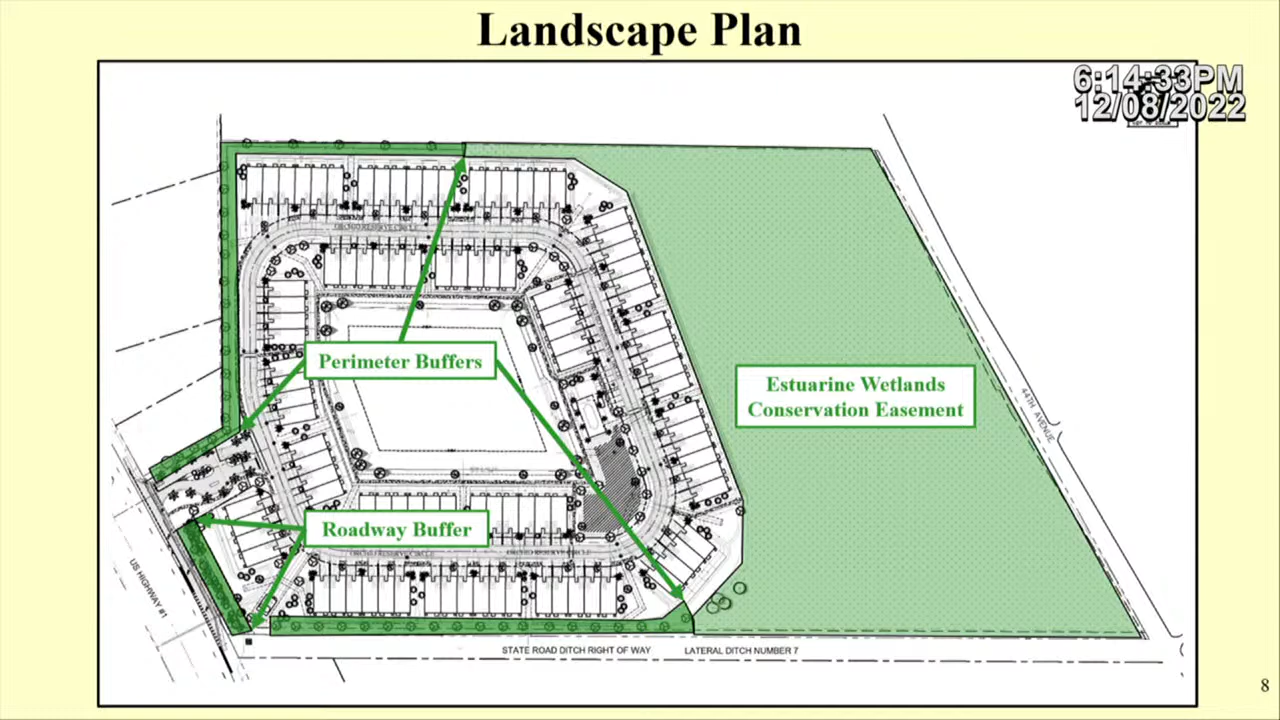 Landscape Plan
6:14:33PM
12/08/2022
Perimeter Buffers
Estuarine Wetlands
Conservation Easement
44TH AVENUE
Roadway Buffer
US HIGHWAY #1
STATE ROAD DITCH RIGHT OF WAY
LATERAL DITCH NUMBER 7
8